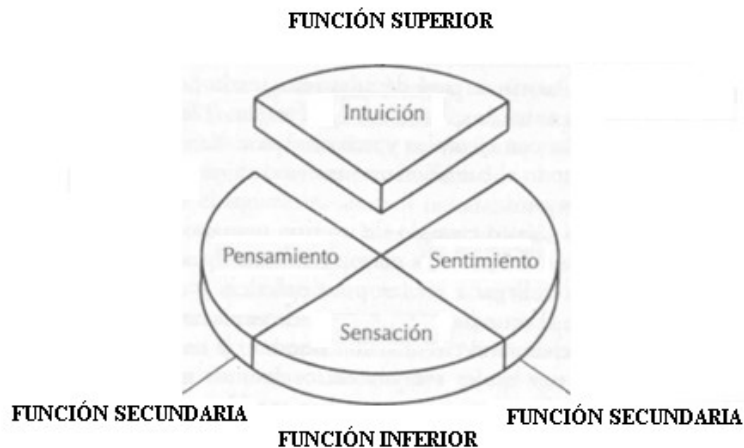 FUNCIÓN SUPERIOR
Intuición
Pensamiento
Sentimiento
Sensación
FUNCIÓN SECUNDARIA
FUNCIÓN SECUNDARIA
FUNCIÓN INFERIOR